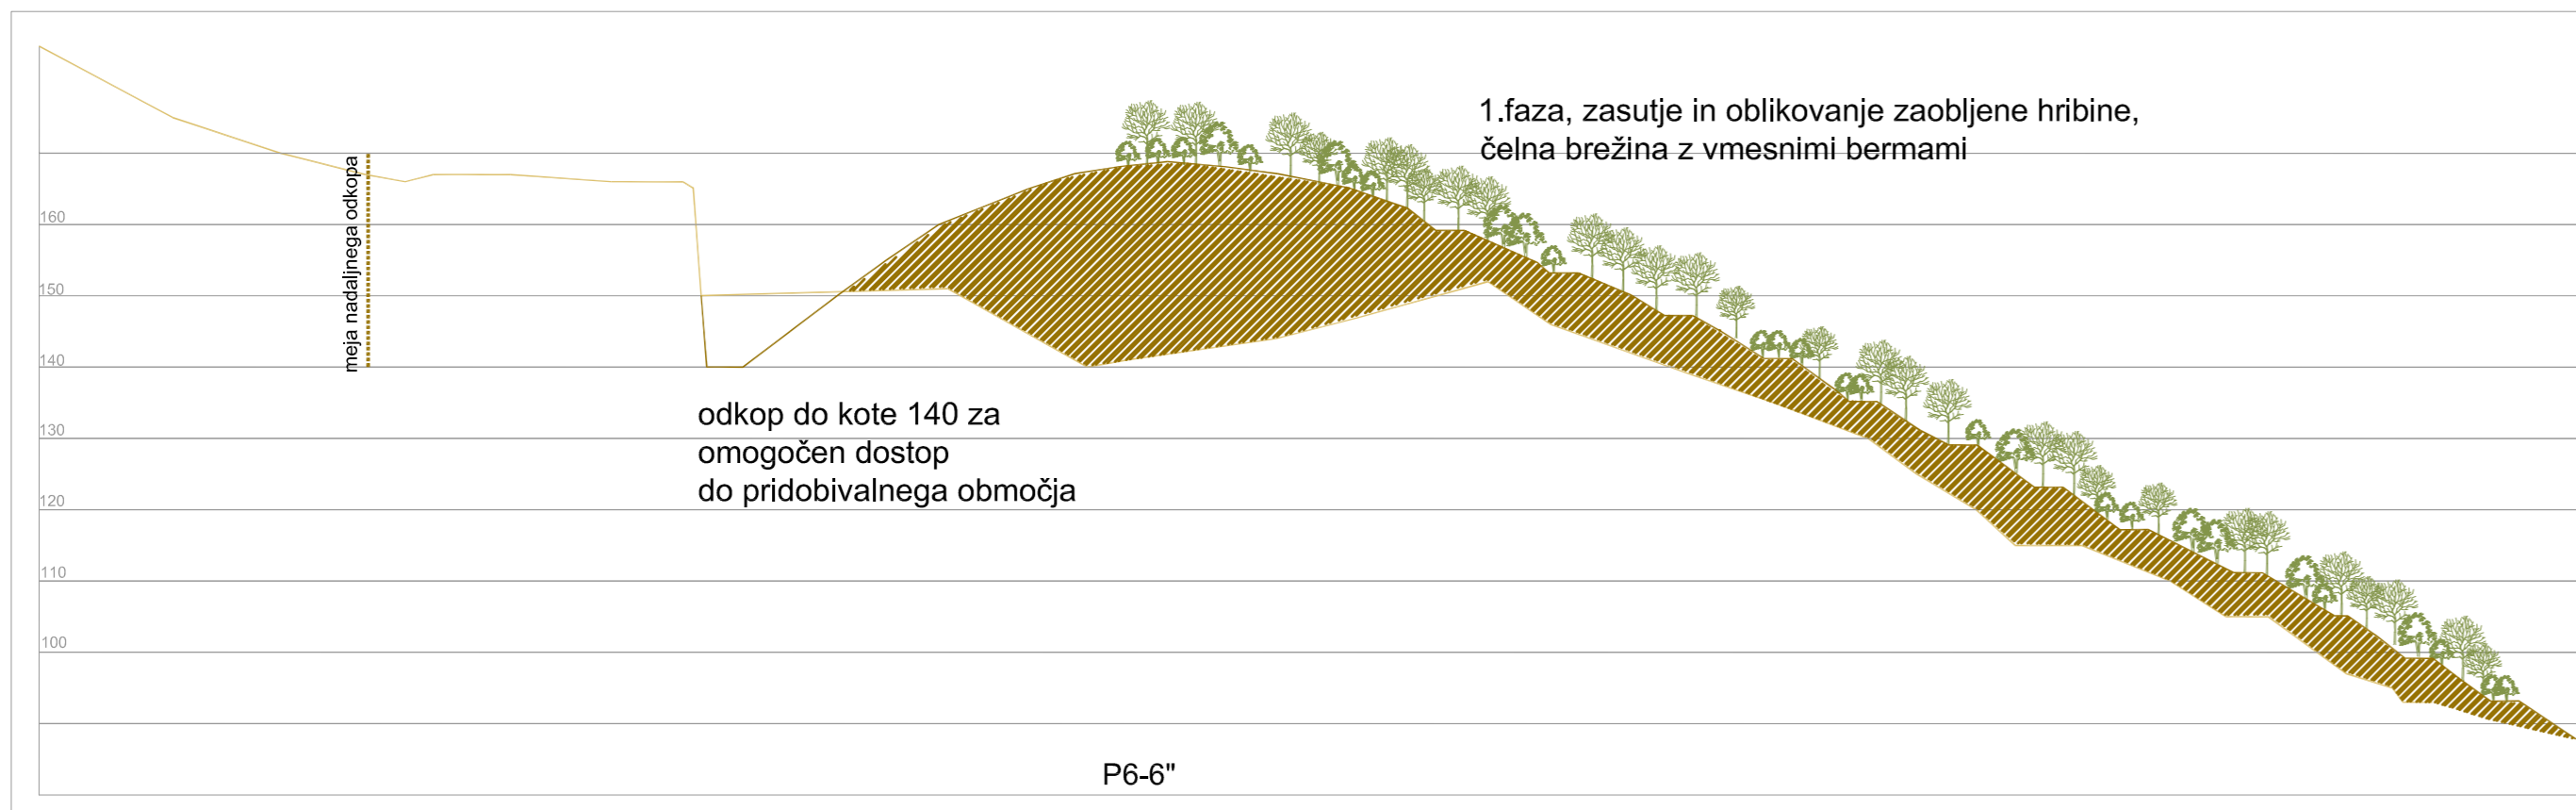 1.faza, zasutje in oblikovanje zaobljene hribine,
čelna brežina z vmesnimi bermami
meja nadaljnega odkopa
160
150
140
130
120
110
100
odkop do kote 140 za
omogočen dostop
do pridobivalnega območja
P6-6"